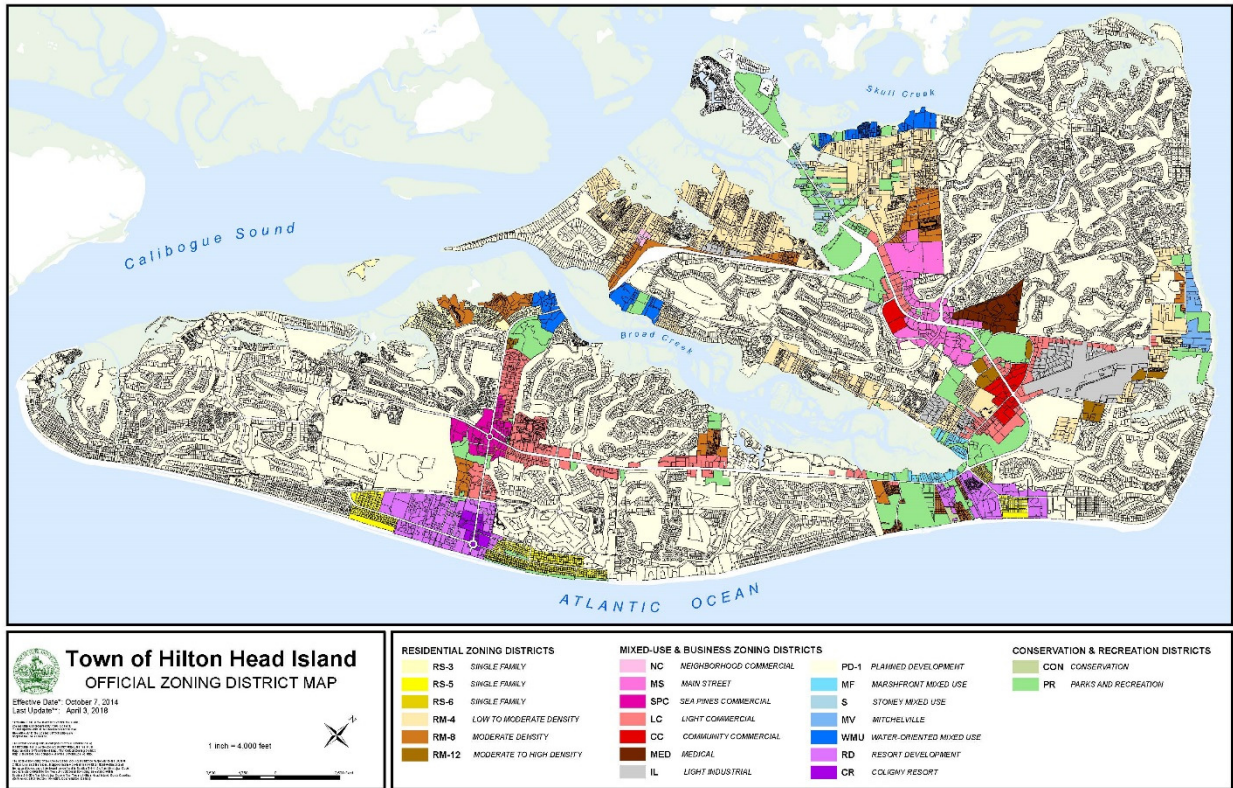 Skull Creek
Calibogue Sound
Broad Creek
ATLANTIC OCEAN
Town of Hilton Head Island
OFFICIAL ZONING DISTRICT MAP
Effective Date*: October 7, 2014
Last Update**: April 3, 2018
1 inch = 4,000 feet
N
RESIDENTIAL ZONING DISTRICTS
RS-3 SINGLE FAMILY
RS-5 SINGLE FAMILY
RS-6 SINGLE FAMILY
RM-4 LOW TO MODERATE DENSITY
RM-8 MODERATE DENSITY
RM-12 MODERATE TO HIGH DENSITY
MIXED-USE & BUSINESS ZONING DISTRICTS
NC NEIGHBORHOOD COMMERCIAL
MS MAIN STREET
SPC SEA PINES COMMERCIAL
LC LIGHT COMMERCIAL
CC COMMUNITY COMMERCIAL
MED MEDICAL
IL LIGHT INDUSTRIAL
PD-1 PLANNED DEVELOPMENT
MF MARSHFRONT MIXED USE
S STONEY MIXED USE
MV MITCHELVILLE
WMU WATER-ORIENTED MIXED USE
RD RESORT DEVELOPMENT
CR COLIGNY RESORT
CONSERVATION & RECREATION DISTRICTS
CON CONSERVATION
PR PARKS AND RECREATION